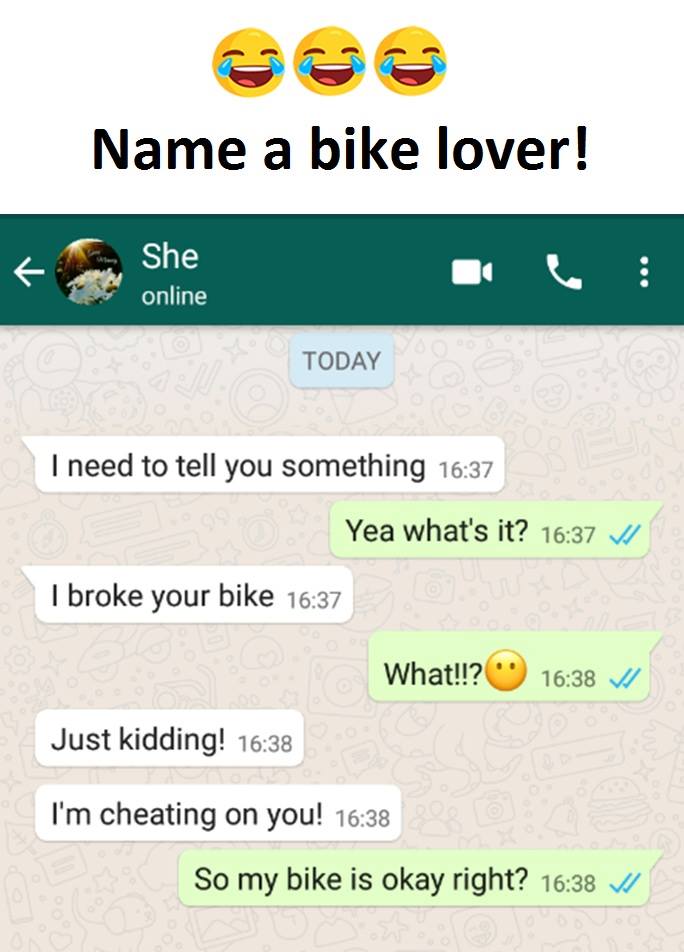 😂😂😂
Name a bike lover!
She
online
TODAY
I need to tell you something 16:37
Yea what's it? 16:37
I broke your bike 16:37
What!!?😶 16:38
Just kidding! 16:38
I'm cheating on you! 16:38
So my bike is okay right? 16:38